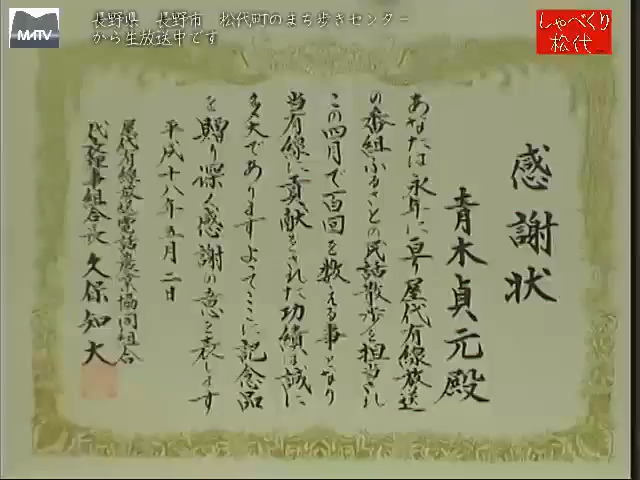 MATV
長野県　長野市　松代町のまち歩きセンター
から生放送中です
しゃべくり
松代
感謝状
青木貞元殿
あなたは永年に亘り屋代有線放送
の番組ふるさとの民話散歩を担当され
この四月で百回を数える事となり
当有線に貢献をされた功績は誠に
多大でありますよってここに記念品
を贈り深く感謝の意を表します
平成十八年五月二日
屋代有線放送電話農業協同組合
代表理事組合長 久保知大